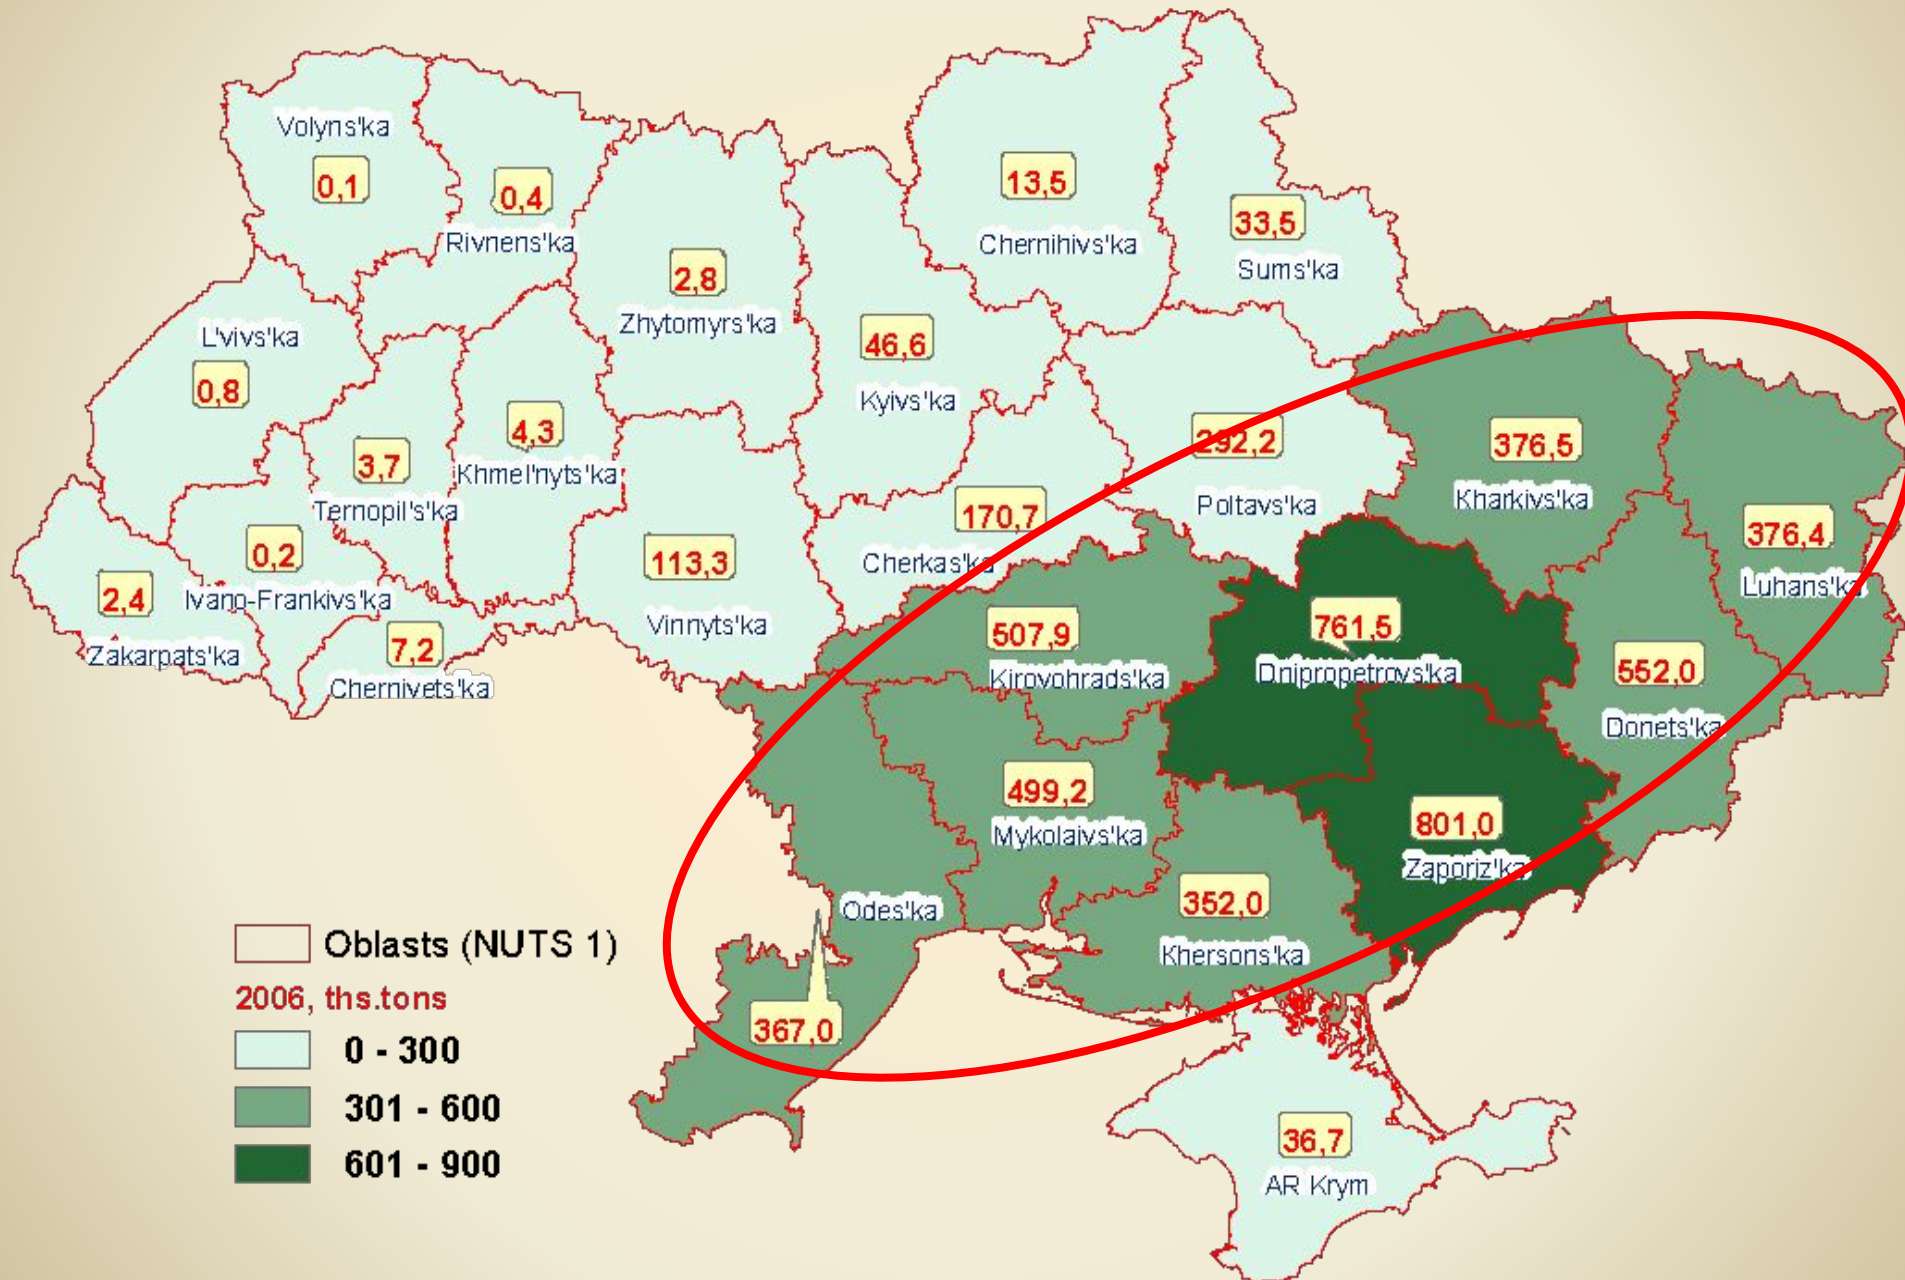 Volyns'ka
0,1
0,4
Rivnens'ka
2,8
Zhytomyrs'ka
13,5
Chernihivs'ka
33,5
Sums'ka
L'vivs'ka
0,8
46,6
Kyivs'ka
3,7
Ternopil's'ka
4,3
Khmel'nyts'ka
292,2
Poltavs'ka
376,5
Kharkivs'ka
376,4
Luhans'ka
170,7
Cherkas'ka
113,3
Vinnyts'ka
0,2
Ivano-Frankivs'ka
2,4
Zakarpats'ka
7,2
Chernivets'ka
507,9
Kirovohrads'ka
761,5
Dnipropetrovs'ka
552,0
Donets'ka
499,2
Mykolaivs'ka
801,0
Zaporiz'ka
352,0
Khersons'ka
Odes'ka
367,0
36,7
AR Krym
Oblasts (NUTS 1)
2006, ths.tons
0 - 300
301 - 600
601 - 900